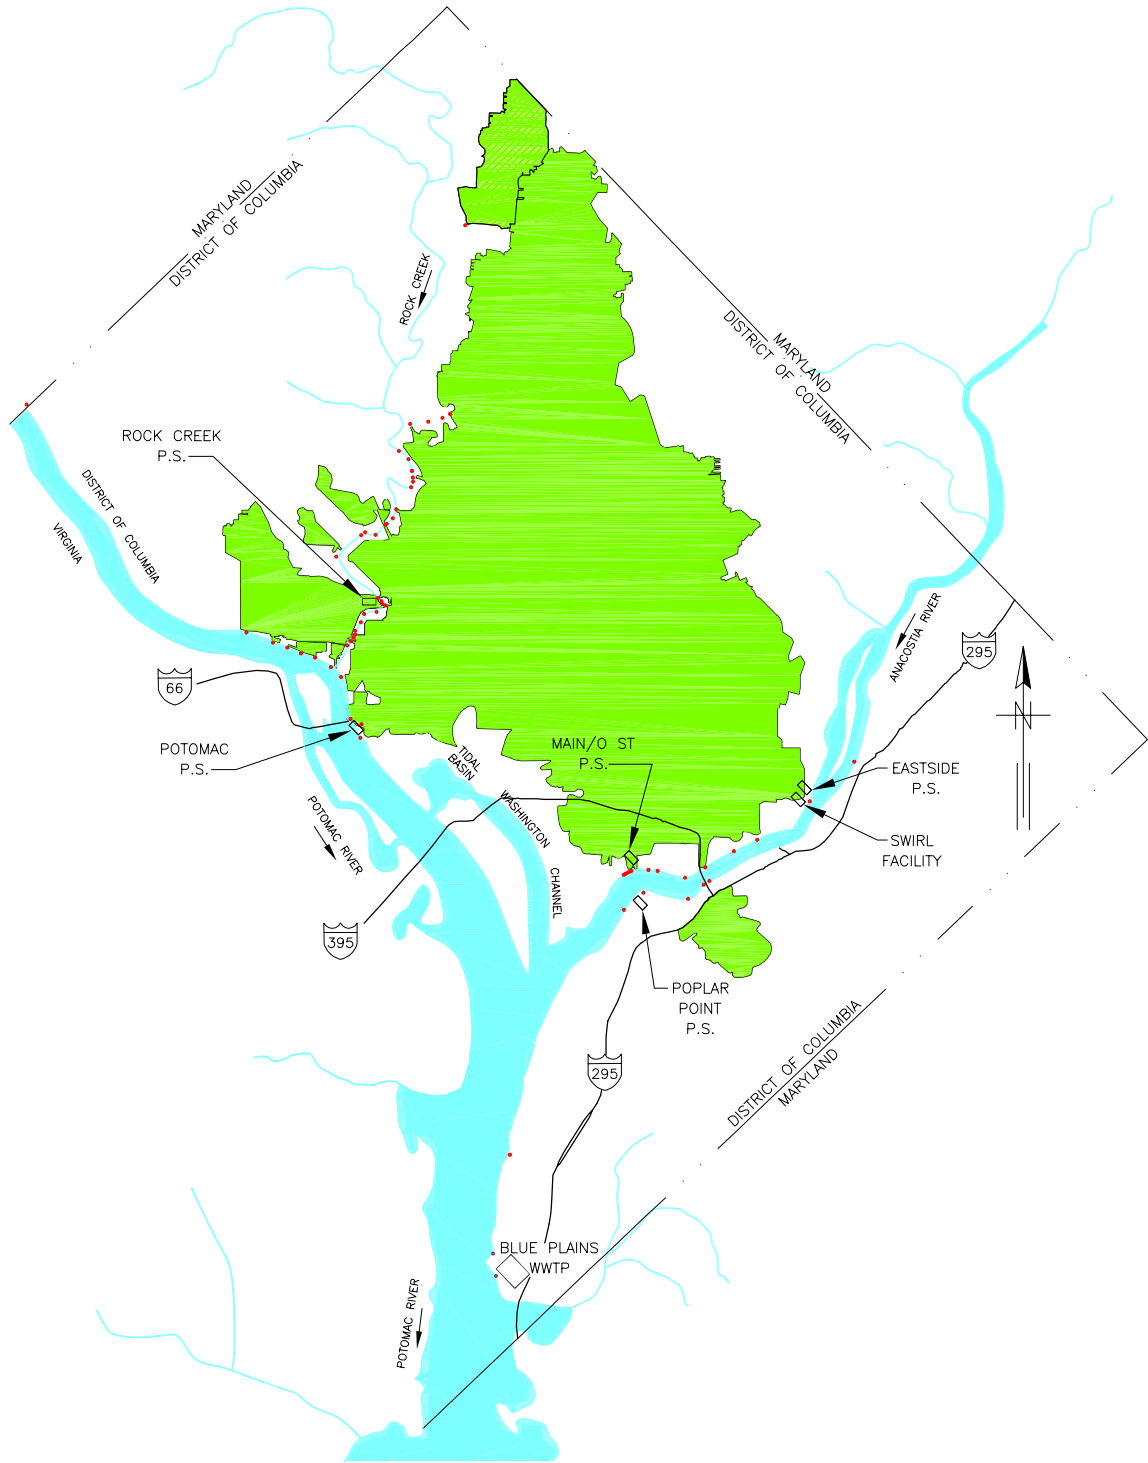 MARYLAND
DISTRICT OF COLUMBIA
ROCK CREEK
MARYLAND
DISTRICT OF COLUMBIA
ROCK CREEK
P.S.
DISTRICT OF COLUMBIA
VIRGINIA
ANACOSTIA RIVER
295
66
N
POTOMAC
P.S.
MAIN/O ST
P.S.
TIDAL
BASIN
EASTSIDE
P.S.
WASHINGTON
CHANNEL
POTOMAC RIVER
SWIRL
FACILITY
395
POPLAR
POINT
P.S.
295
DISTRICT OF COLUMBIA
MARYLAND
BLUE PLAINS
WWTP
POTOMAC RIVER